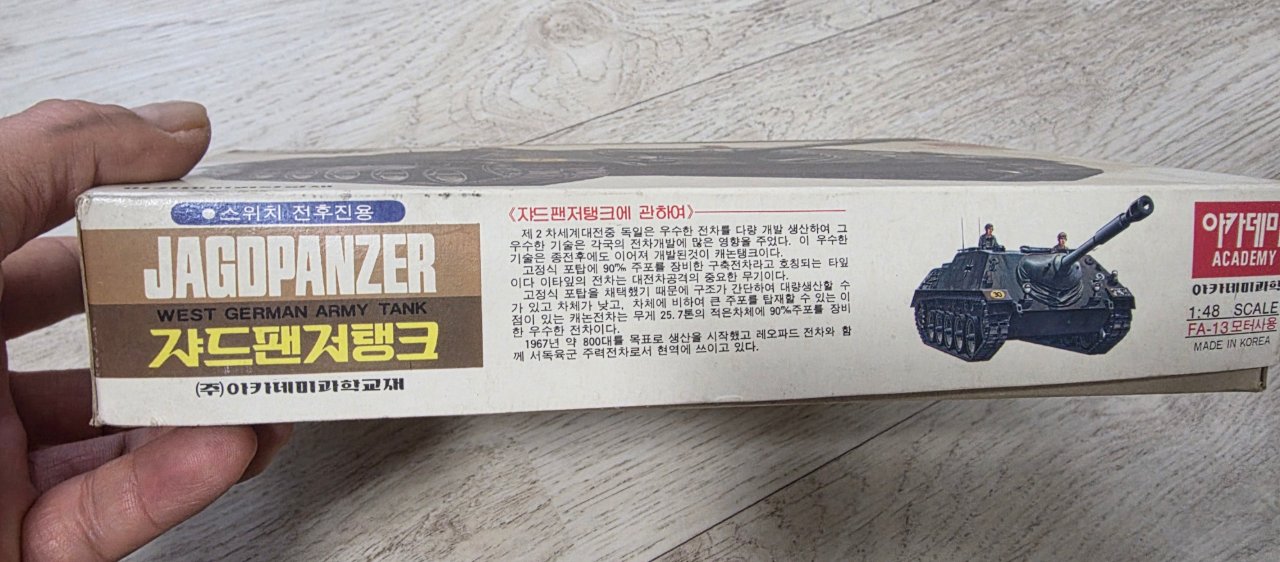 ●스위치 전후진용
JAGDPANZER
WEST GERMAN ARMY TANK
쟈드팬저탱크
(주)아카데미과학교재
《쟈드팬저탱크에 관하여》
제 2 차세계대전중 독일은 우수한 전차를 다량 개발 생산하여 그
우수한 기술은 각국의 전차개발에 많은 영향을 주었다. 이 우수한
기술은 종전후에도 이어져 개발된것이 캐논탱크이다.
고정식 포탑에 90‰ 주포를 장비한 구축전차라고 호칭되는 타잎
이다 이타잎의 전차는 대전차공격의 중요한 무기이다.
고정식 포탑을 채택했기 때문에 구조가 간단하여 대량생산할 수
가 있고 차체가 낮고, 차체에 비하여 큰 주포를 탑재할 수 있는 이
점이 있는 캐논전차는 무게 25.7톤의 적은차체에 90‰주포를 장비
한 우수한 전차이다.
1967년 약 800대를 목표로 생산을 시작했고 레오파드 전차와 함
께 서독육군 주력전차로서 현역에 쓰이고 있다.
30
아카데미
ACADEMY
아카데미과학
1:48 SCALE
FA-13모터사용
MADE IN KOREA